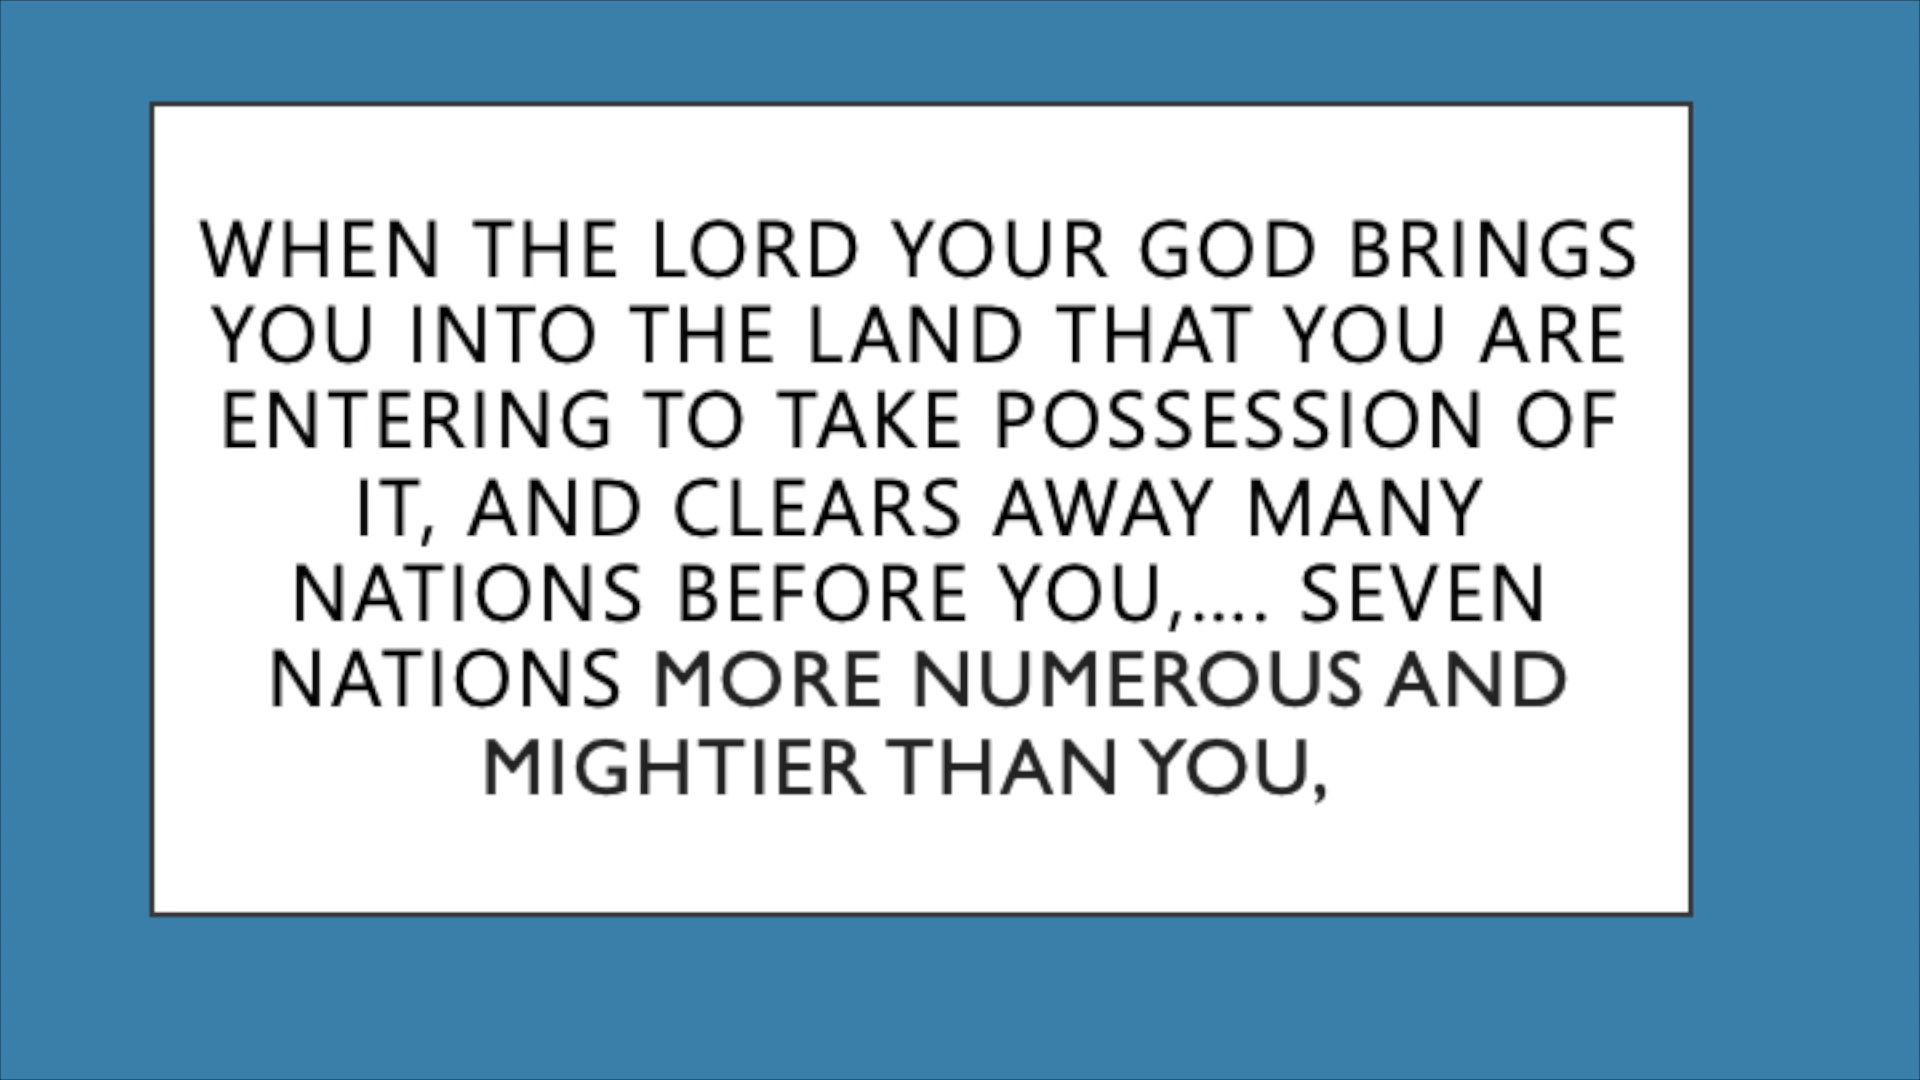 WHEN THE LORD YOUR GOD BRINGS
YOU INTO THE LAND THAT YOU ARE
ENTERING TO TAKE POSSESSION OF
IT, AND CLEARS AWAY MANY
NATIONS BEFORE YOU,.... SEVEN
NATIONS MORE NUMEROUS AND
MIGHTIER THAN YOU,